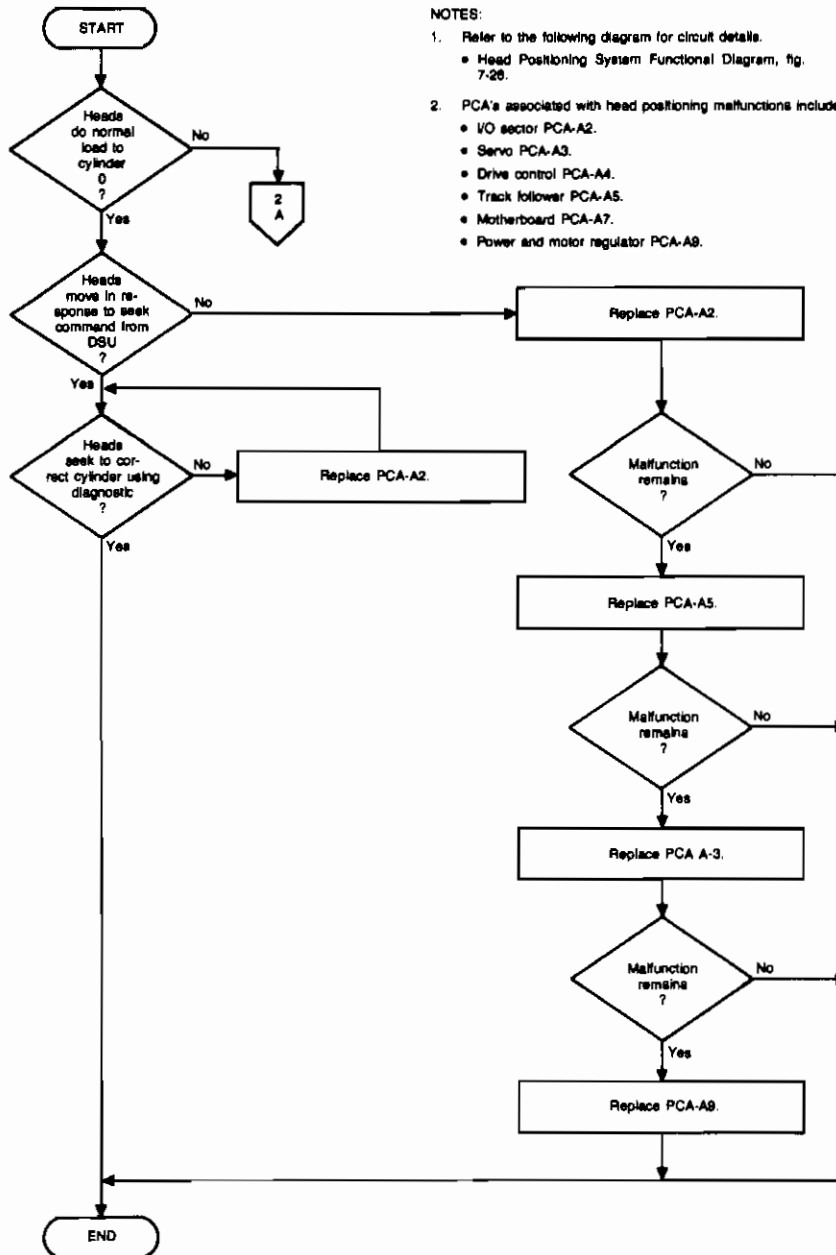 START
NOTES:
1. Refer to the following diagram for circuit details.
• Head Positioning System Functional Diagram, fig.
7-26.
2. PCA's associated with head positioning malfunctions include
• I/O sector PCA-A2.
• Servo PCA-A3.
• Drive control PCA-A4.
• Track follower PCA-A5.
• Motherboard PCA-A7.
• Power and motor regulator PCA-A9.
Heads
do normal
load to
cylinder
0
?
No
2
A
Yes
Heads
move in re-
sponse to seek
command from
DSU
?
No
Replace PCA-A2.
Yes
Heads
seek to cor-
rect cylinder using
diagnostic
?
No
Replace PCA-A2.
Yes
Malfunction
remains
?
No
Yes
Replace PCA-A5.
Malfunction
remains
?
No
Yes
Replace PCA A-3.
Malfunction
remains
?
No
Yes
Replace PCA-A9.
END